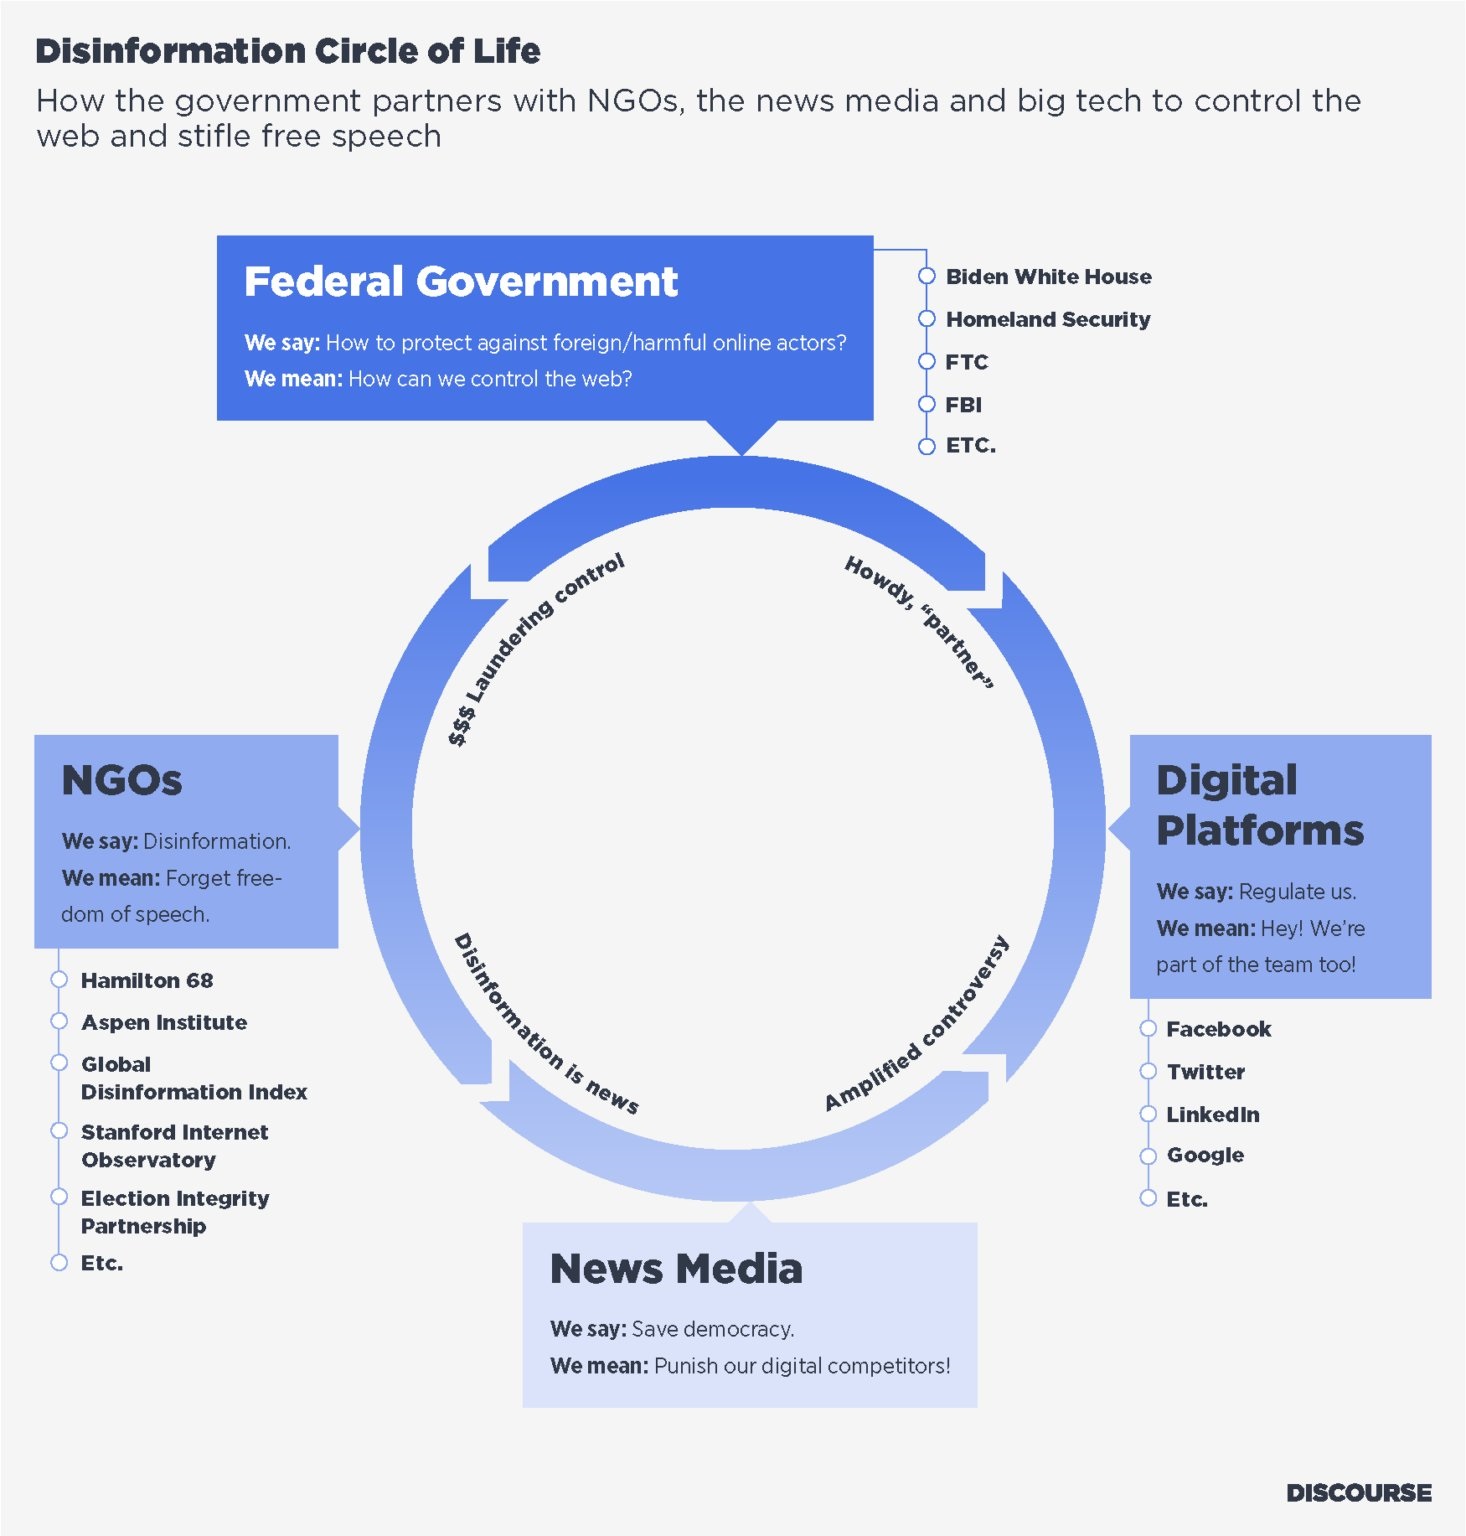 Disinformation Circle of Life
How the government partners with NGOs, the news media and big tech to control the
web and stifle free speech
Federal Government
We say: How to protect against foreign/harmful online actors?
We mean: How can we control the web?
Biden White House
Homeland Security
FTC
FBI
ETC.
$$$ Laundering control
Howdy, “partner”
NGOs
We say: Disinformation.
We mean: Forget free-
dom of speech.
Hamilton 68
Aspen Institute
Global
Disinformation Index
Stanford Internet
Observatory
Election Integrity
Partnership
Etc.
Digital
Platforms
We say: Regulate us.
We mean: Hey! We’re
part of the team too!
Facebook
Twitter
LinkedIn
Google
Etc.
Disinformation is news
Amplified controversy
News Media
We say: Save democracy.
We mean: Punish our digital competitors!
DISCOURSE